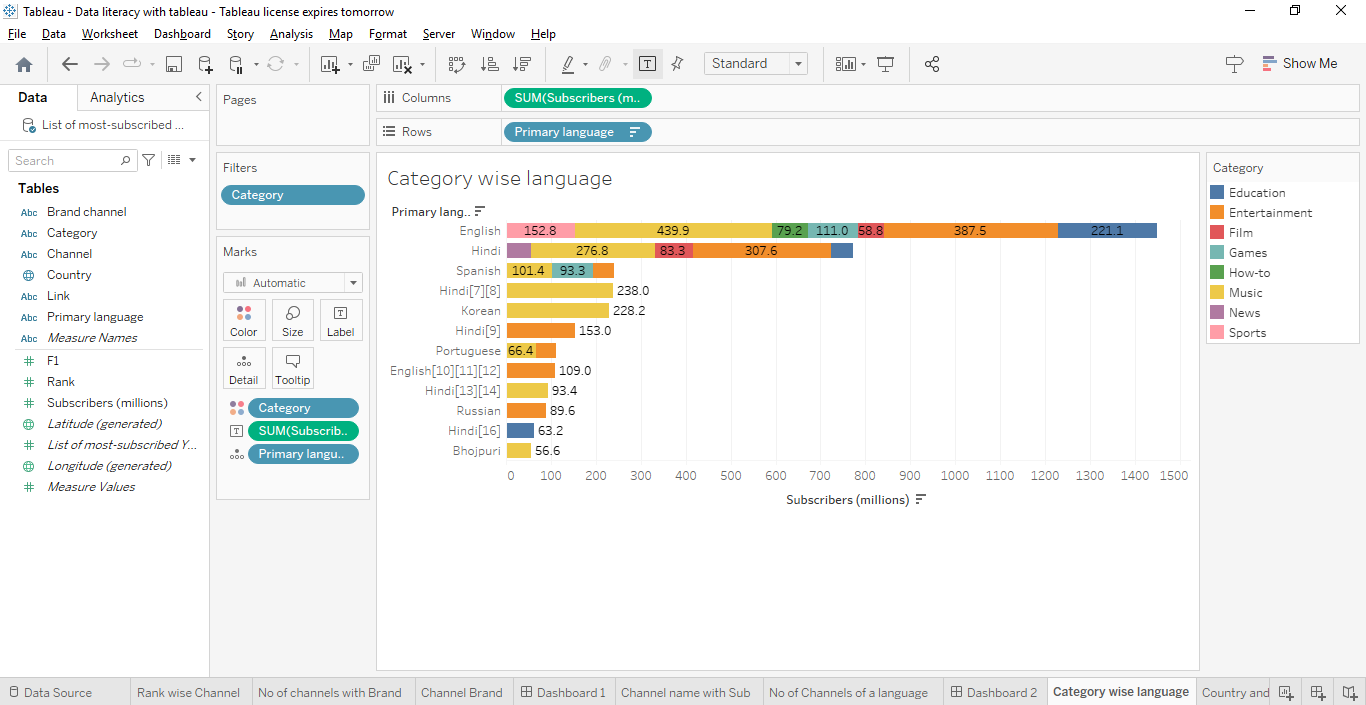 Tableau - Data literacy with tableau - Tableau license expires tomorrow
File Data Worksheet Dashboard Story Analysis Map Format Server Window Help
Standard
Show Me
Data Analytics
List of most-subscribed ...
Search
Tables
Abc Brand channel
Abc Category
Abc Channel
Country
Abc Link
Abc Primary language
Abc Measure Names
F1
Rank
Subscribers (millions)
Latitude (generated)
List of most-subscribed Y...
Longitude (generated)
Measure Values
Pages
Filters
Category
Marks
Automatic
Color Size Label
Detail Tooltip
Category
SUM(Subscrib..
Primary langu..
Columns SUM(Subscribers (m..
Rows Primary language
Category wise language
Primary lang..
English 152.8 439.9 79.2 111.0 58.8 387.5 221.1
Hindi 276.8 83.3 307.6
Spanish 101.4 93.3
Hindi[7][8] 238.0
Korean 228.2
Hindi[9] 153.0
Portuguese 66.4
English[10][11][12] 109.0
Hindi[13][14] 93.4
Russian 89.6
Hindi[16] 63.2
Bhojpuri 56.6
0 100 200 300 400 500 600 700 800 900 1000 1100 1200 1300 1400 1500
Subscribers (millions)
Category
Education
Entertainment
Film
Games
How-to
Music
News
Sports
Data Source Rank wise Channel No of channels with Brand Channel Brand Dashboard 1 Channel name with Sub No of Channels of a language Dashboard 2 Category wise language Country and